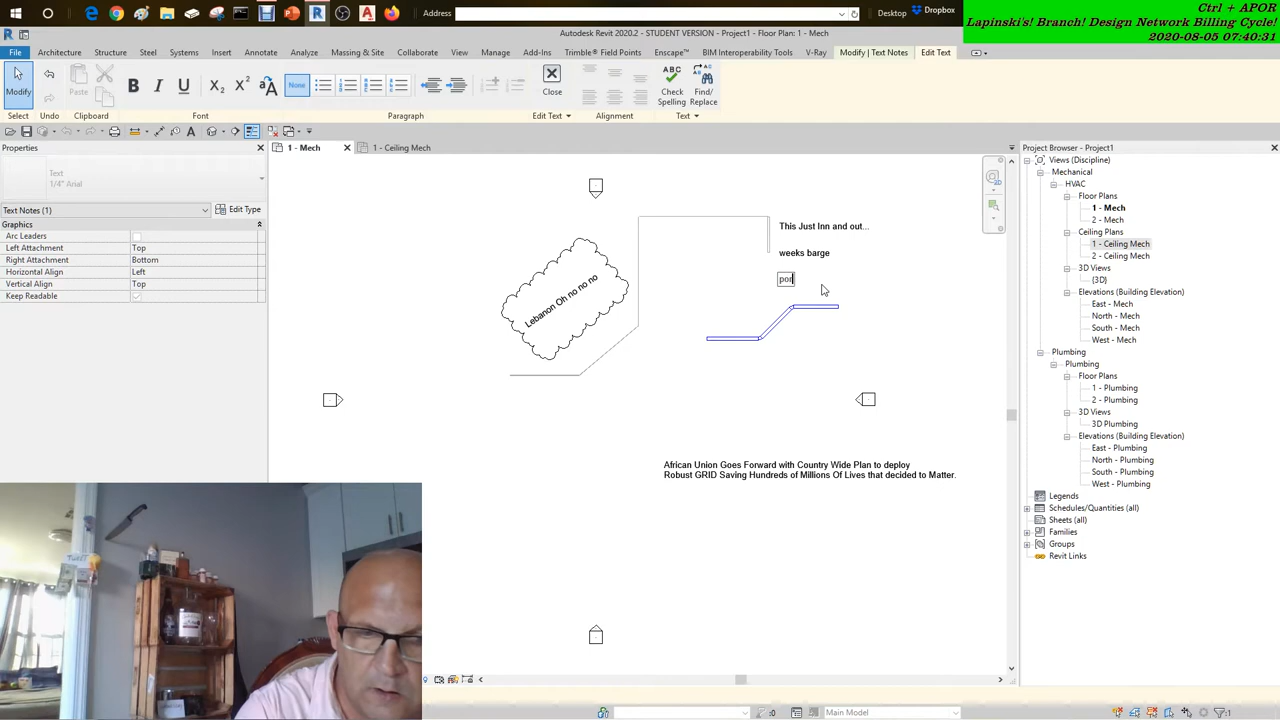 Address
Desktop
Dropbox
Ctrl + APOR
Lapinski's! Branch! Design Network Billing Cycle!
2020-08-05 07:40:31
Autodesk Revit 2020.2 - STUDENT VERSION - Project1 - Floor Plan: 1 - Mech
File
Architecture
Structure
Steel
Systems
Insert
Annotate
Analyze
Massing & Site
Collaborate
View
Manage
Add-Ins
Trimble® Field Points
Enscape™
BIM Interoperability Tools
V-Ray
Modify | Text Notes
Edit Text
Modify
Paste
B I U X₂ X²
None
Close
ABC
Check
Spelling
Find/
Replace
Select
Undo
Clipboard
Font
Paragraph
Edit Text
Alignment
Text
Properties
1 - Mech
1 - Ceiling Mech
Project Browser - Project1
Text
1/4" Arial
Text Notes (1)
Edit Type
Graphics
Arc Leaders
Left Attachment Top
Right Attachment Bottom
Horizontal Align Left
Vertical Align Top
Keep Readable
This Just Inn and out...
weeks barge
por
Lebanon Oh no no no
African Union Goes Forward with Country Wide Plan to deploy
Robust GRID Saving Hundreds of Millions Of Lives that decided to Matter.
2D
Views (Discipline)
Mechanical
HVAC
Floor Plans
1 - Mech
2 - Mech
Ceiling Plans
1 - Ceiling Mech
2 - Ceiling Mech
3D Views
{3D}
Elevations (Building Elevation)
East - Mech
North - Mech
South - Mech
West - Mech
Plumbing
Plumbing
Floor Plans
1 - Plumbing
2 - Plumbing
3D Views
3D Plumbing
Elevations (Building Elevation)
East - Plumbing
North - Plumbing
South - Plumbing
West - Plumbing
Legends
Schedules/Quantities (all)
Sheets (all)
Families
Groups
Revit Links
:0
Main Model
:1